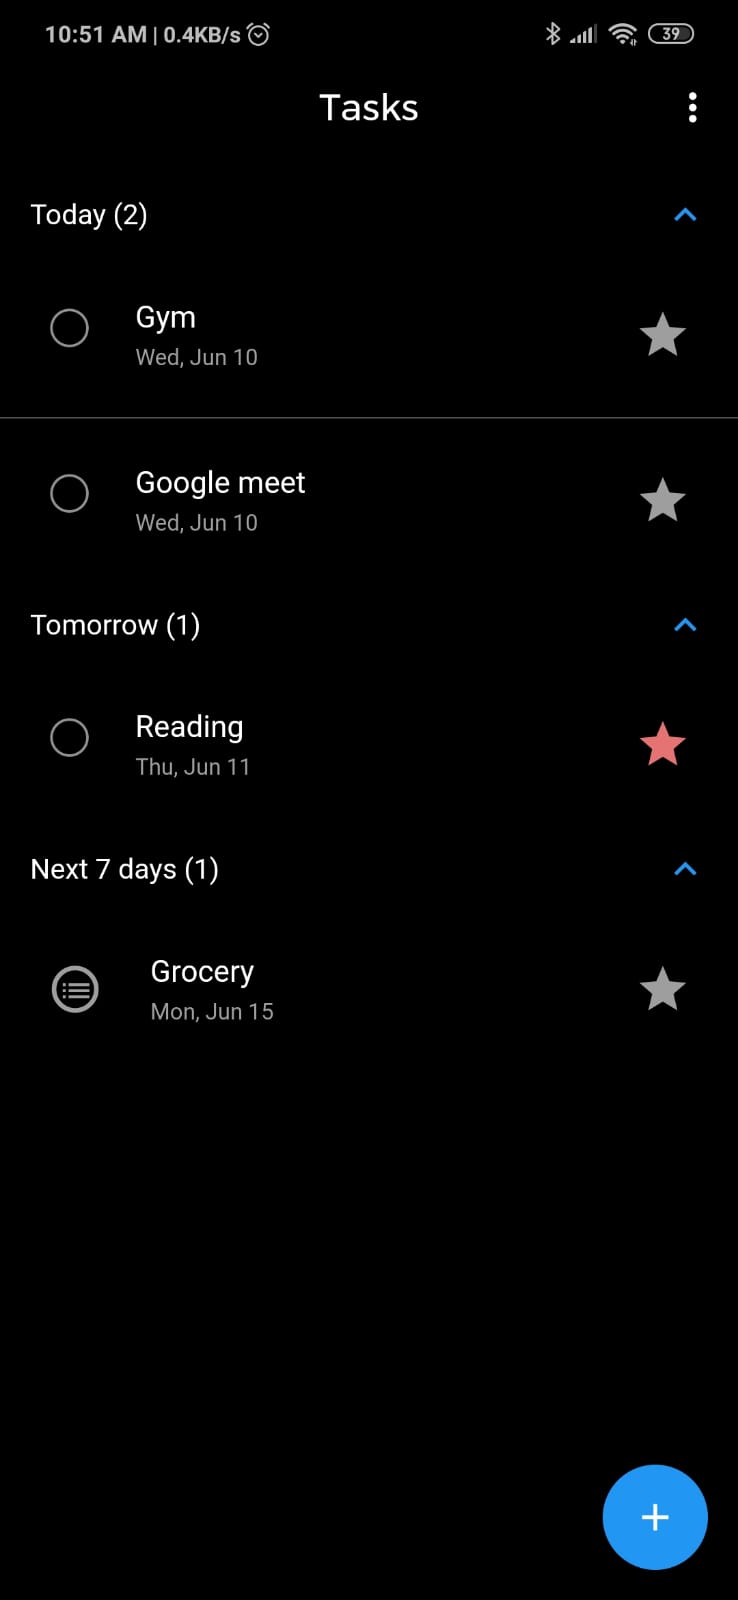 10:51 AM | 0.4KB/s 39
Tasks
Today (2)
Gym
Wed, Jun 10
Google meet
Wed, Jun 10
Tomorrow (1)
Reading
Thu, Jun 11
Next 7 days (1)
Grocery
Mon, Jun 15